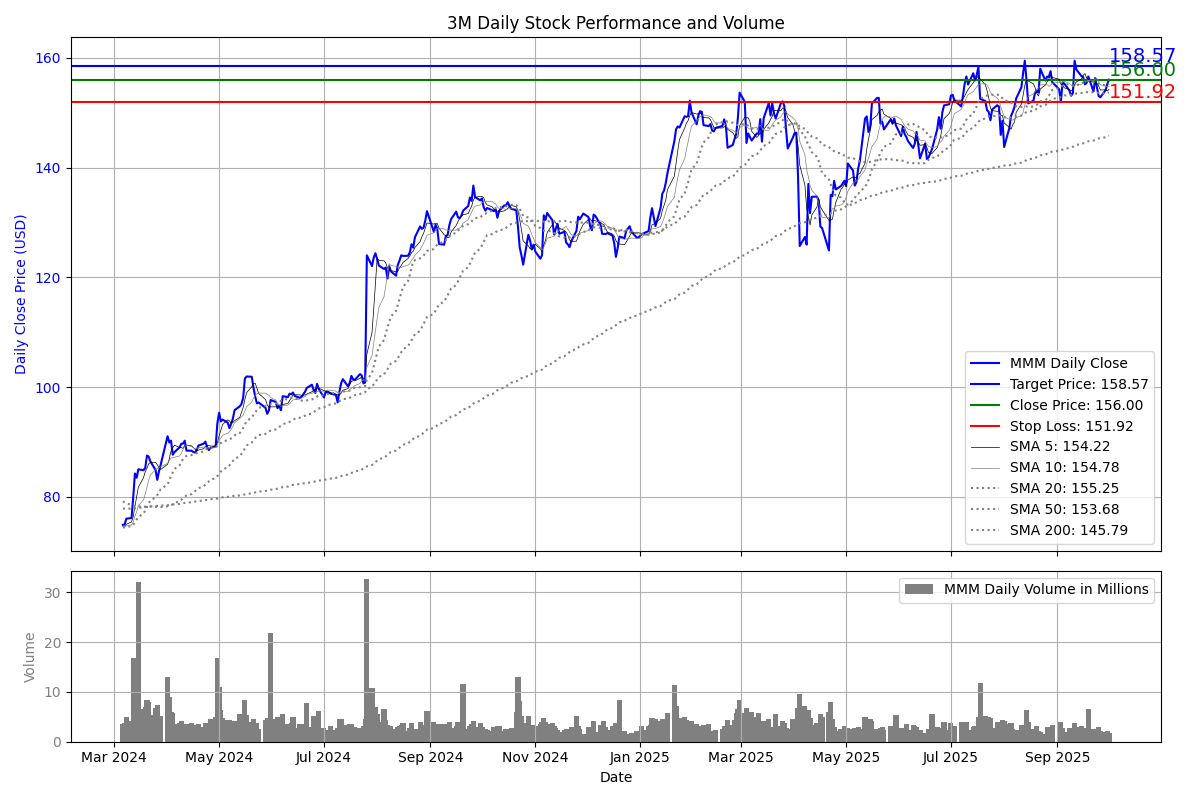 3M Daily Stock Performance and Volume
Daily Close Price (USD)
160
140
120
100
80
158.57
156.00
151.92
MMM Daily Close
Target Price: 158.57
Close Price: 156.00
Stop Loss: 151.92
SMA 5: 154.22
SMA 10: 154.78
SMA 20: 155.25
SMA 50: 153.68
SMA 200: 145.79
Volume
30
20
10
0
MMM Daily Volume in Millions
Mar 2024 May 2024 Jul 2024 Sep 2024 Nov 2024 Jan 2025 Mar 2025 May 2025 Jul 2025 Sep 2025
Date